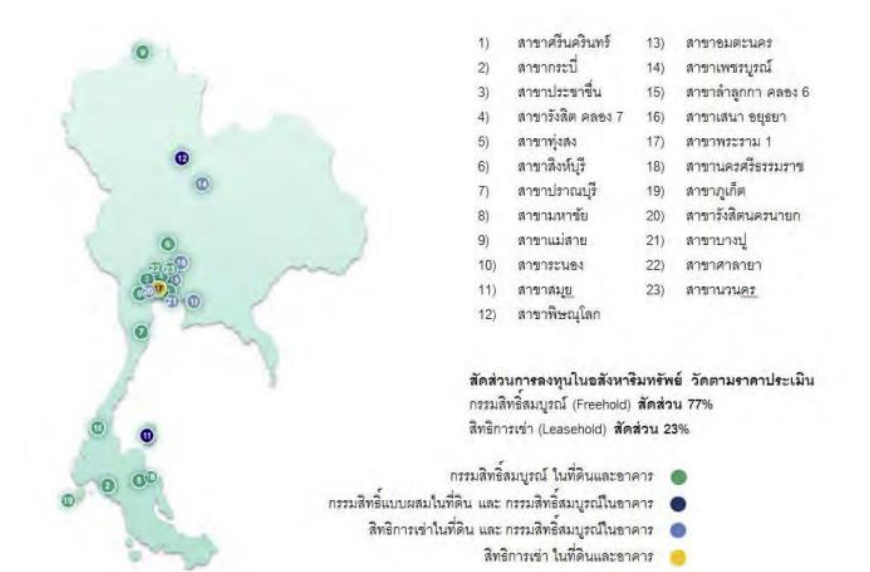 1) สาขาศรีนครินทร์
2) สาขากระบี่
3) สาขาประชาชื่น
4) สาขารังสิต คลอง 7
5) สาขาทุ่งสง
6) สาขาสิงห์บุรี
7) สาขาปราณบุรี
8) สาขามหาชัย
9) สาขาแม่สาย
10) สาขาระนอง
11) สาขาสมุย
12) สาขาพิษณุโลก
13) สาขาอมตะนคร
14) สาขาเพชรบูรณ์
15) สาขาลำลูกกา คลอง 6
16) สาขาเสนา อยุธยา
17) สาขาพระราม 1
18) สาขานครศรีธรรมราช
19) สาขาภูเก็ต
20) สาขารังสิตนครนายก
21) สาขาบางปู
22) สาขาศาลายา
23) สาขานวนคร
สัดส่วนการลงทุนในอสังหาริมทรัพย์ วัดตามราคาประเมิน
กรรมสิทธิ์สมบูรณ์ (Freehold) สัดส่วน 77%
สิทธิการเช่า (Leasehold) สัดส่วน 23%
กรรมสิทธิ์สมบูรณ์ ในที่ดินและอาคาร
กรรมสิทธิ์แบบผสมในที่ดิน และ กรรมสิทธิ์สมบูรณ์ในอาคาร
สิทธิการเช่าในที่ดิน และ กรรมสิทธิ์สมบูรณ์ในอาคาร
สิทธิการเช่า ในที่ดินและอาคาร
9
12
14
6
22
23
17
20
21
7
11
2
5
19